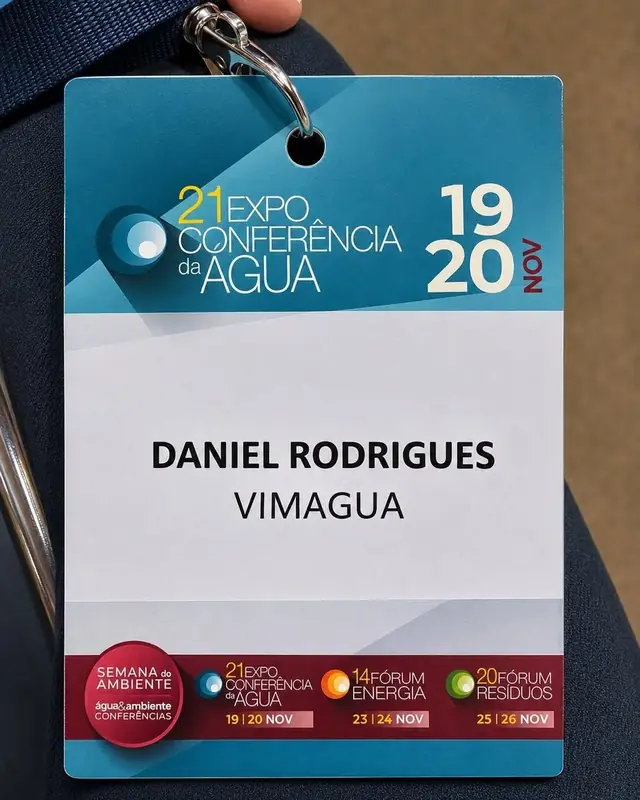 21 EXPO
CONFERÊNCIA
da ÁGUA
19
20
NOV
DANIEL RODRIGUES
VIMAGUA
SEMANA do
AMBIENTE
água&ambiente
CONFERÊNCIAS
21 EXPO
CONFERÊNCIA
da ÁGUA
19 | 20 NOV
14 FÓRUM
ENERGIA
23 | 24 NOV
20 FÓRUM
RESÍDUOS
25 | 26 NOV